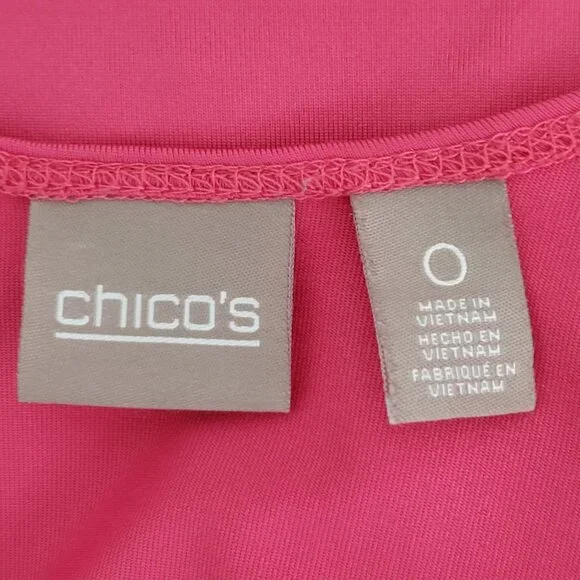 chico's
0
MADE IN
VIETNAM
HECHO EN
VIETNAM
FABRIQUÉ EN
VIETNAM